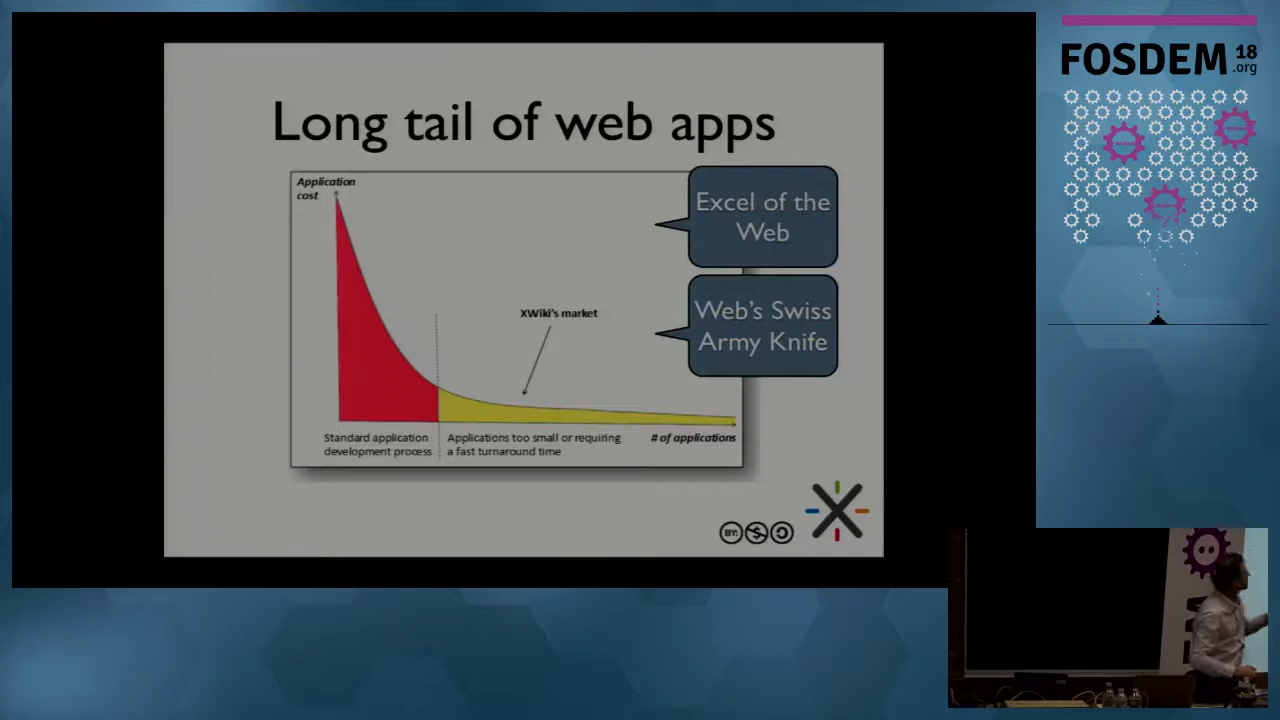 Long tail of web apps
Application
cost
Excel of the
Web
Web's Swiss
Army Knife
XWiki's market
Standard application
development process
Applications too small or requiring
a fast turnaround time
# of applications
BY:
FOSDEM 18
.org